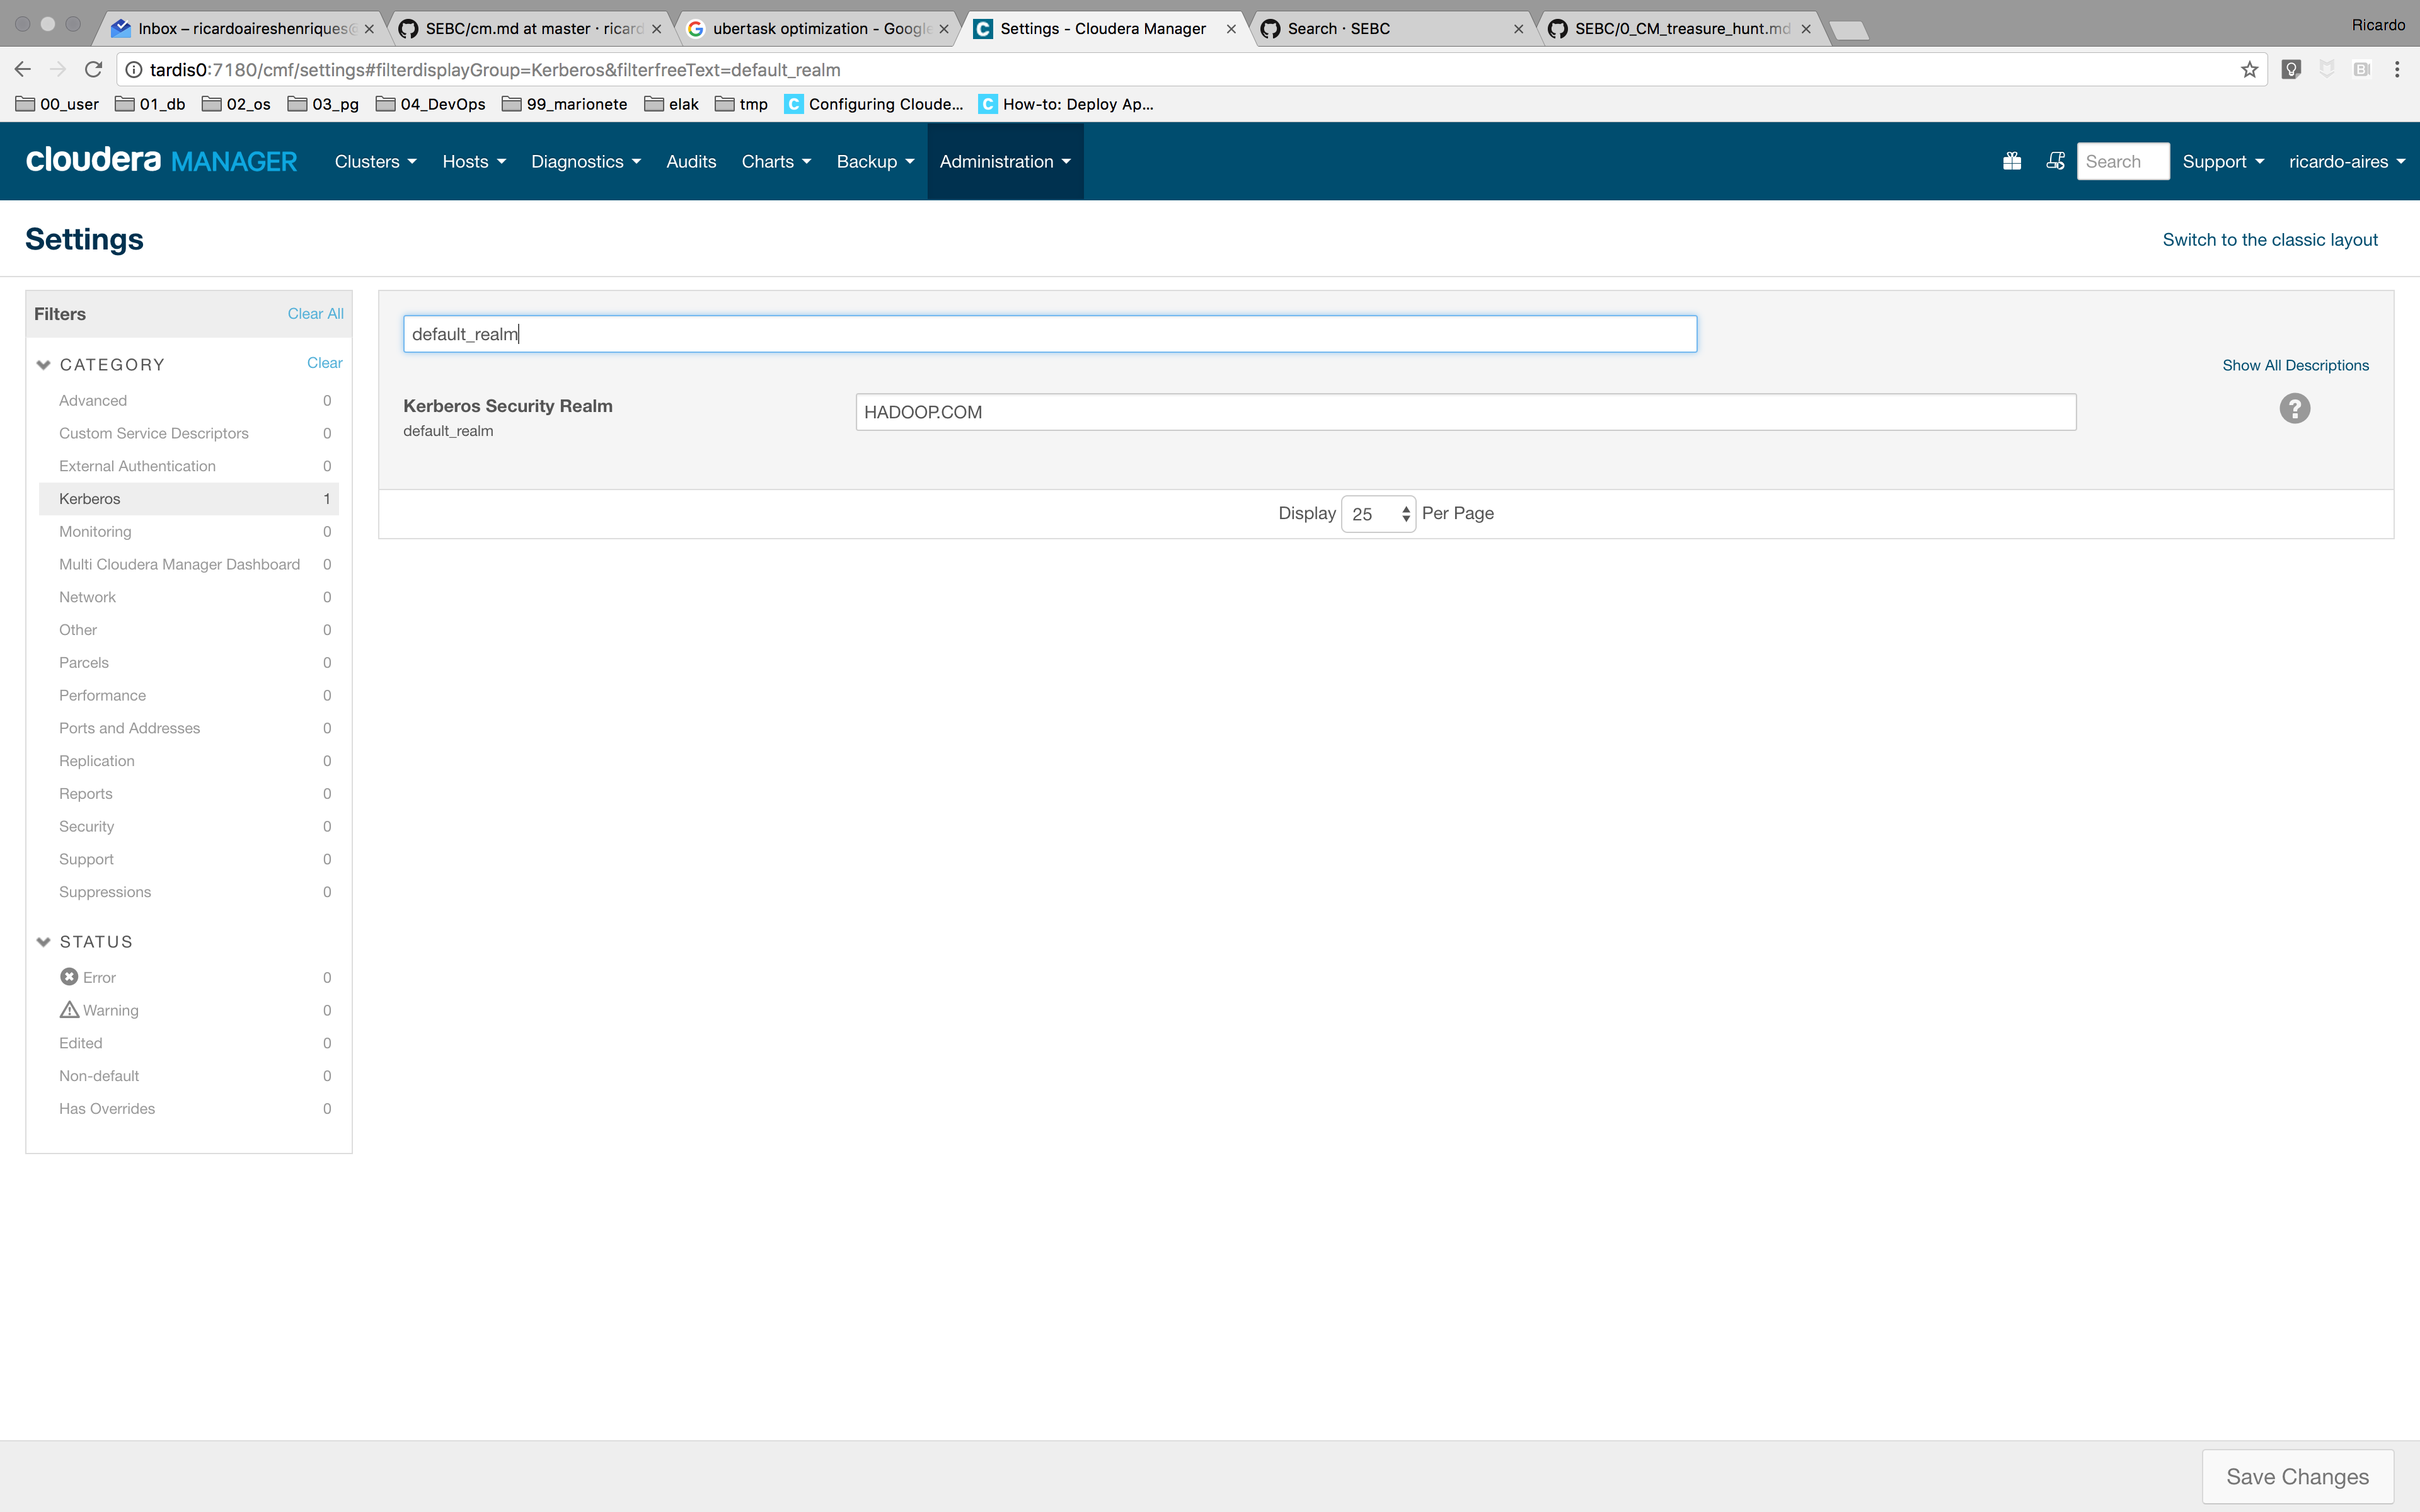 Inbox – ricardoaireshenriques@
SEBC/cm.md at master · ricard
ubertask optimization - Google
Settings - Cloudera Manager
Search · SEBC
SEBC/0_CM_treasure_hunt.md
Ricardo
tardis0:7180/cmf/settings#filterdisplayGroup=Kerberos&filterfreeText=default_realm
00_user 01_db 02_os 03_pg 04_DevOps 99_marionete elak tmp Configuring Cloude... How-to: Deploy Ap...
cloudera MANAGER Clusters Hosts Diagnostics Audits Charts Backup Administration Search Support ricardo-aires
Settings
Switch to the classic layout
Filters Clear All
CATEGORY Clear
Advanced 0
Custom Service Descriptors 0
External Authentication 0
Kerberos 1
Monitoring 0
Multi Cloudera Manager Dashboard 0
Network 0
Other 0
Parcels 0
Performance 0
Ports and Addresses 0
Replication 0
Reports 0
Security 0
Support 0
Suppressions 0
STATUS
Error 0
Warning 0
Edited 0
Non-default 0
Has Overrides 0
default_realm
Show All Descriptions
Kerberos Security Realm
default_realm
HADOOP.COM
?
Display 25 Per Page
Save Changes